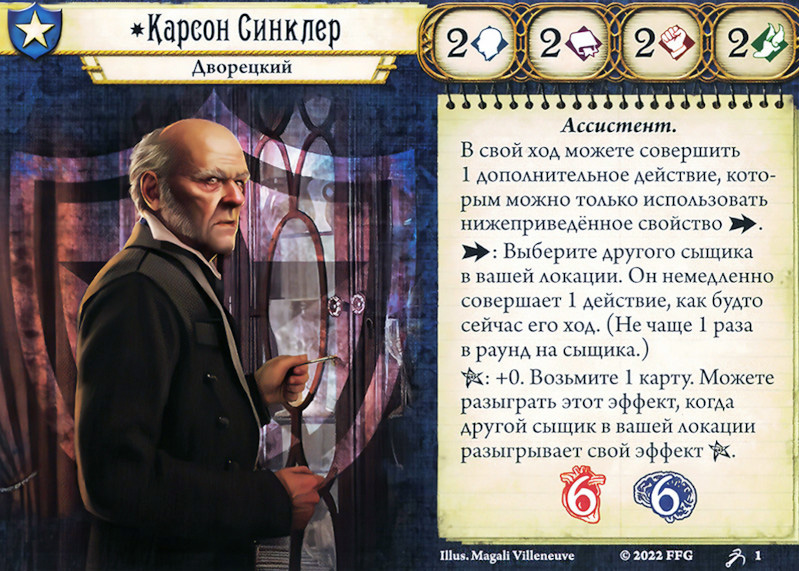 Карсон Синклер
Дворецкий
2 2 2 2
Ассистент.
В свой ход можете совершить
1 дополнительное действие, кото-
рым можно только использовать
нижеприведённое свойство .
: Выберите другого сыщика
в вашей локации. Он немедленно
совершает 1 действие, как будто
сейчас его ход. (Не чаще 1 раза
в раунд на сыщика.)
: +0. Возьмите 1 карту. Можете
разыграть этот эффект, когда
другой сыщик в вашей локации
разыгрывает свой эффект .
6 6
Illus. Magali Villeneuve © 2022 FFG 1